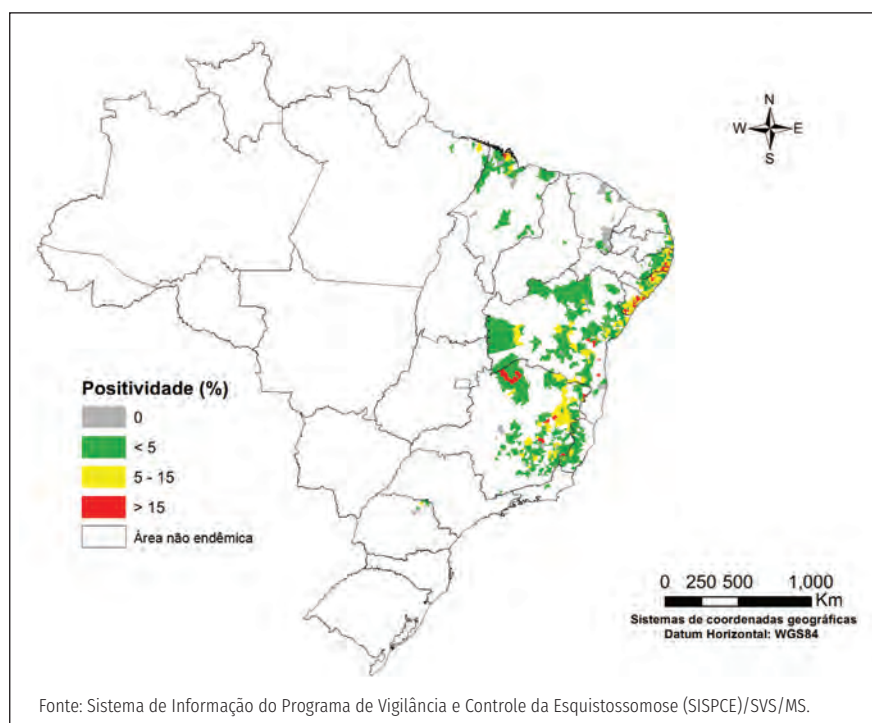 N
W E
S
Positividade (%)
0
< 5
5 - 15
> 15
Área não endêmica
0 250 500 1,000
Km
Sistemas de coordenadas geográficas
Datum Horizontal: WGS84
Fonte: Sistema de Informação do Programa de Vigilância e Controle da Esquistossomose (SISPCE)/SVS/MS.